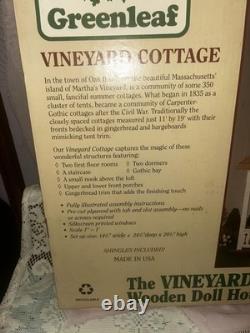 Greenleaf
VINEYARD COTTAGE
In the town of Oak the beautiful Massachusetts'
island of Martha's Vineyard, is a community of some 350
small, fanciful summer cottages. What began in 1835 as a
cluster of tents, became a community of Carpenter-
Gothic cottages after the Civil War. Traditionally the
closely spaced cottages measured just 11' by 19' with their
fronts bedecked in gingerbread and bargeboards
mimicking tent trim.
Our Vineyard Cottage captures the magic of these
wonderful structures featuring:
Two first floor rooms Two dormers
A staircase Gothic bay
A small nook above the loft
Upper and lower front porches
Gingerbread trim that adds the finishing touch
Fully illustrated assembly instructions
Pre-cut plywood with tab and slot assembly—no nails
or screws required
Silkscreen printed windows
Scale 1" - 1'
Set up size: wide deep high
SHINGLES INCLUDED!
MADE IN USA
RECYCLABLE
The VINEYARD
Wooden Doll Ho
eBay